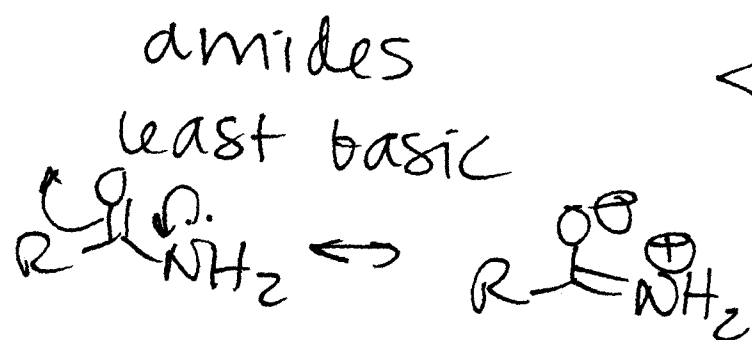 amides
least basic
<
O O⊖
R NH₂ ↔ R NH₂⊕